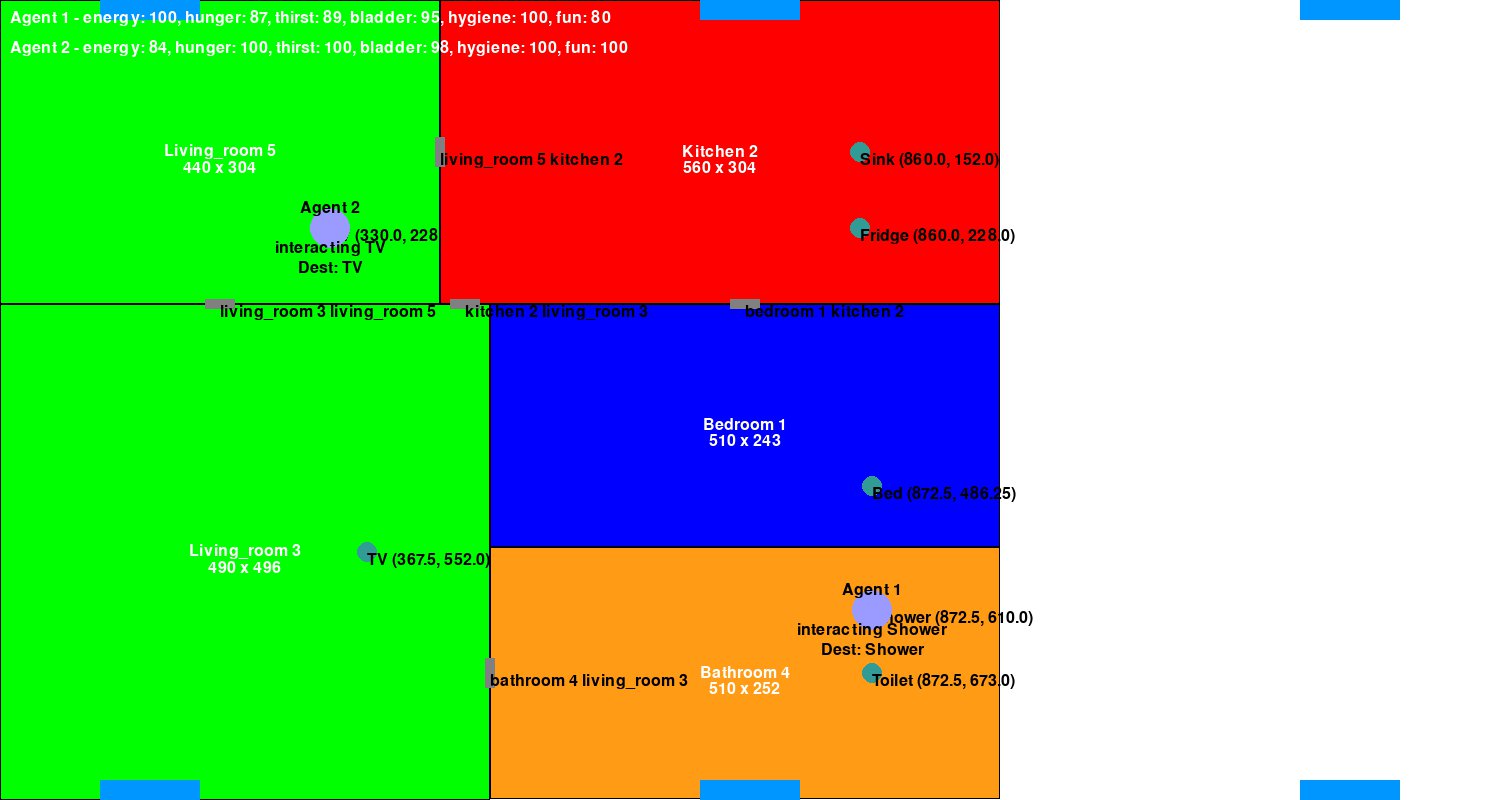 Agent 1 - energy: 100, hunger: 87, thirst: 89, bladder: 95, hygiene: 100, fun: 80
Agent 2 - energy: 84, hunger: 100, thirst: 100, bladder: 98, hygiene: 100, fun: 100
Living_room 5
440 x 304
Kitchen 2
560 x 304
living_room 5 kitchen 2
Sink (860.0, 152.0)
Agent 2
(330.0, 228
interacting TV
Dest: TV
Fridge (860.0, 228.0)
living_room 3 living_room 5
kitchen 2 living_room 3
bedroom 1 kitchen 2
Bedroom 1
510 x 243
Bed (872.5, 486.25)
Living_room 3
490 x 496
TV (367.5, 552.0)
Agent 1
ower (872.5, 610.0)
interacting Shower
Dest: Shower
Bathroom 4
510 x 252
Toilet (872.5, 673.0)
bathroom 4 living_room 3